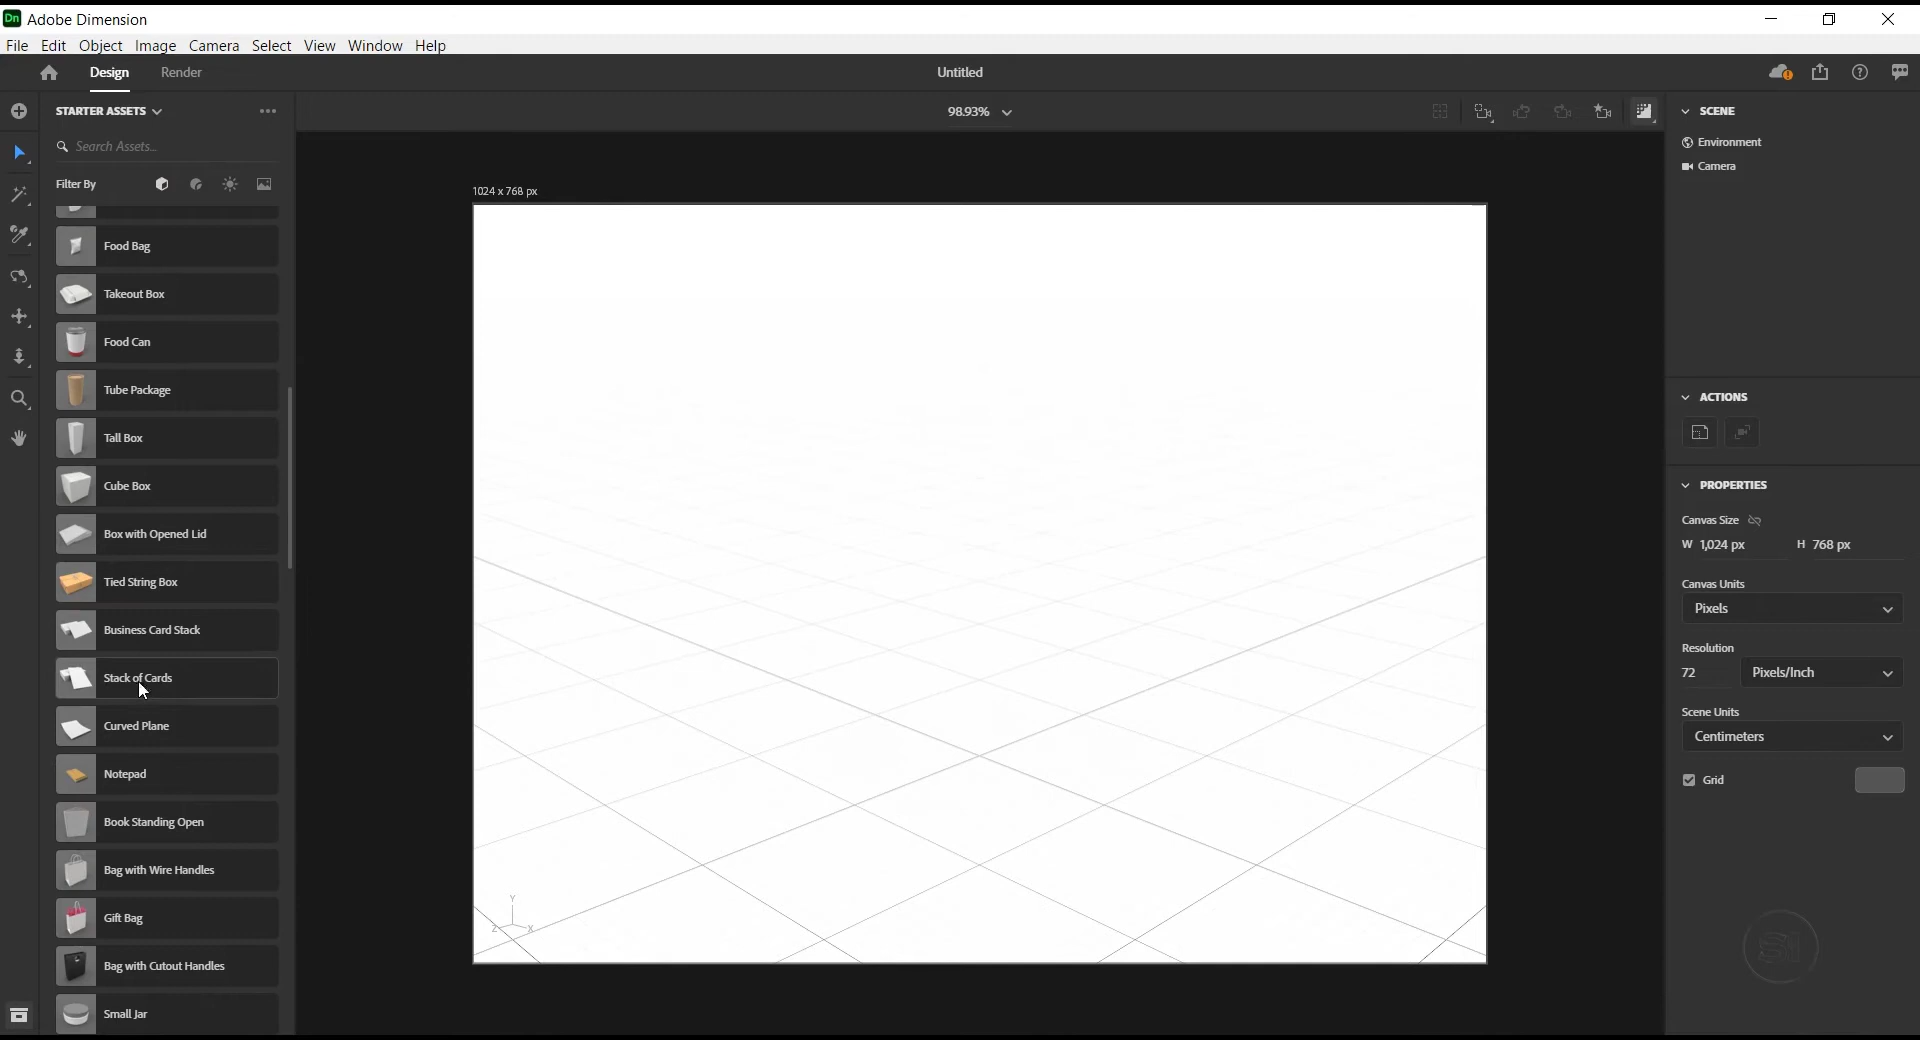 Dn Adobe Dimension
File Edit Object Image Camera Select View Window Help
Design Render Untitled
STARTER ASSETS
Search Assets...
Filter By
Food Bag
Takeout Box
Food Can
Tube Package
Tall Box
Cube Box
Box with Opened Lid
Tied String Box
Business Card Stack
Stack of Cards
Curved Plane
Notepad
Book Standing Open
Bag with Wire Handles
Gift Bag
Bag with Cutout Handles
Small Jar
98.93%
1024 x 768 px
Y
Z X
SCENE
Environment
Camera
ACTIONS
PROPERTIES
Canvas Size
W 1,024 px H 768 px
Canvas Units
Pixels
Resolution
72 Pixels/Inch
Scene Units
Centimeters
Grid